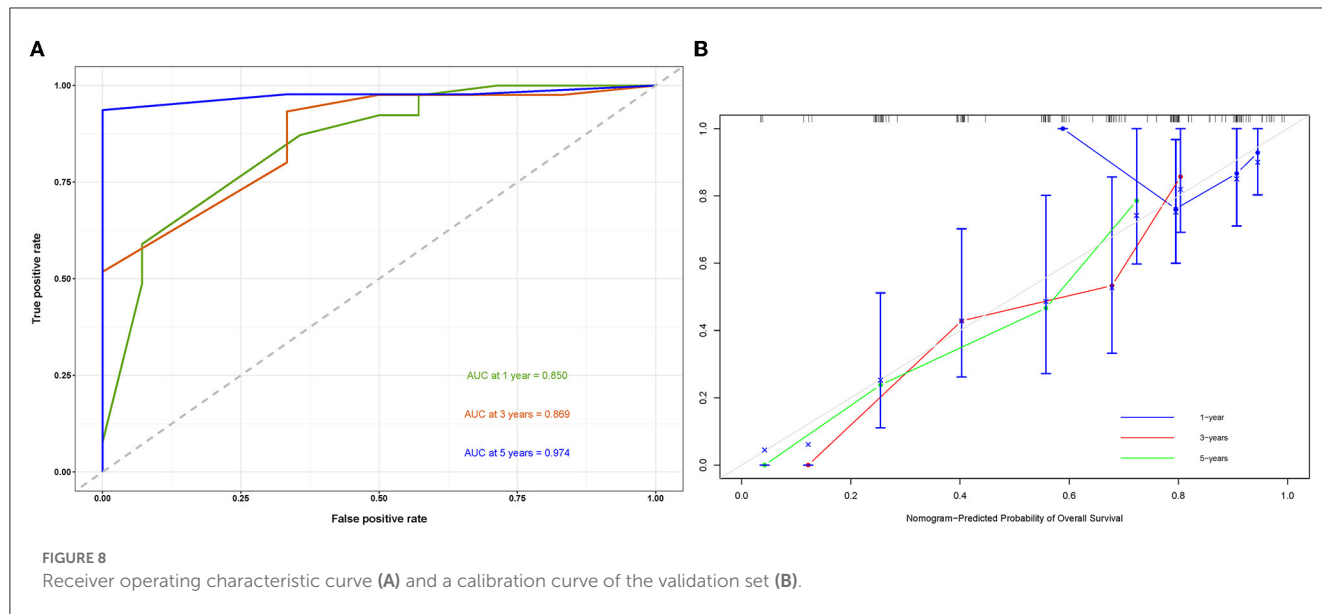 A
1.00
0.75
0.50
0.25
0.00
True positive rate
AUC at 1 year = 0.850
AUC at 3 years = 0.869
AUC at 5 years = 0.974
0.00 0.25 0.50 0.75 1.00
False positive rate
B
1.0
0.8
0.6
0.4
0.2
0.0
1−year
3−years
5−years
0.0 0.2 0.4 0.6 0.8 1.0
Nomogram−Predicted Probability of Overall Survival
FIGURE 8
Receiver operating characteristic curve (A) and a calibration curve of the validation set (B).